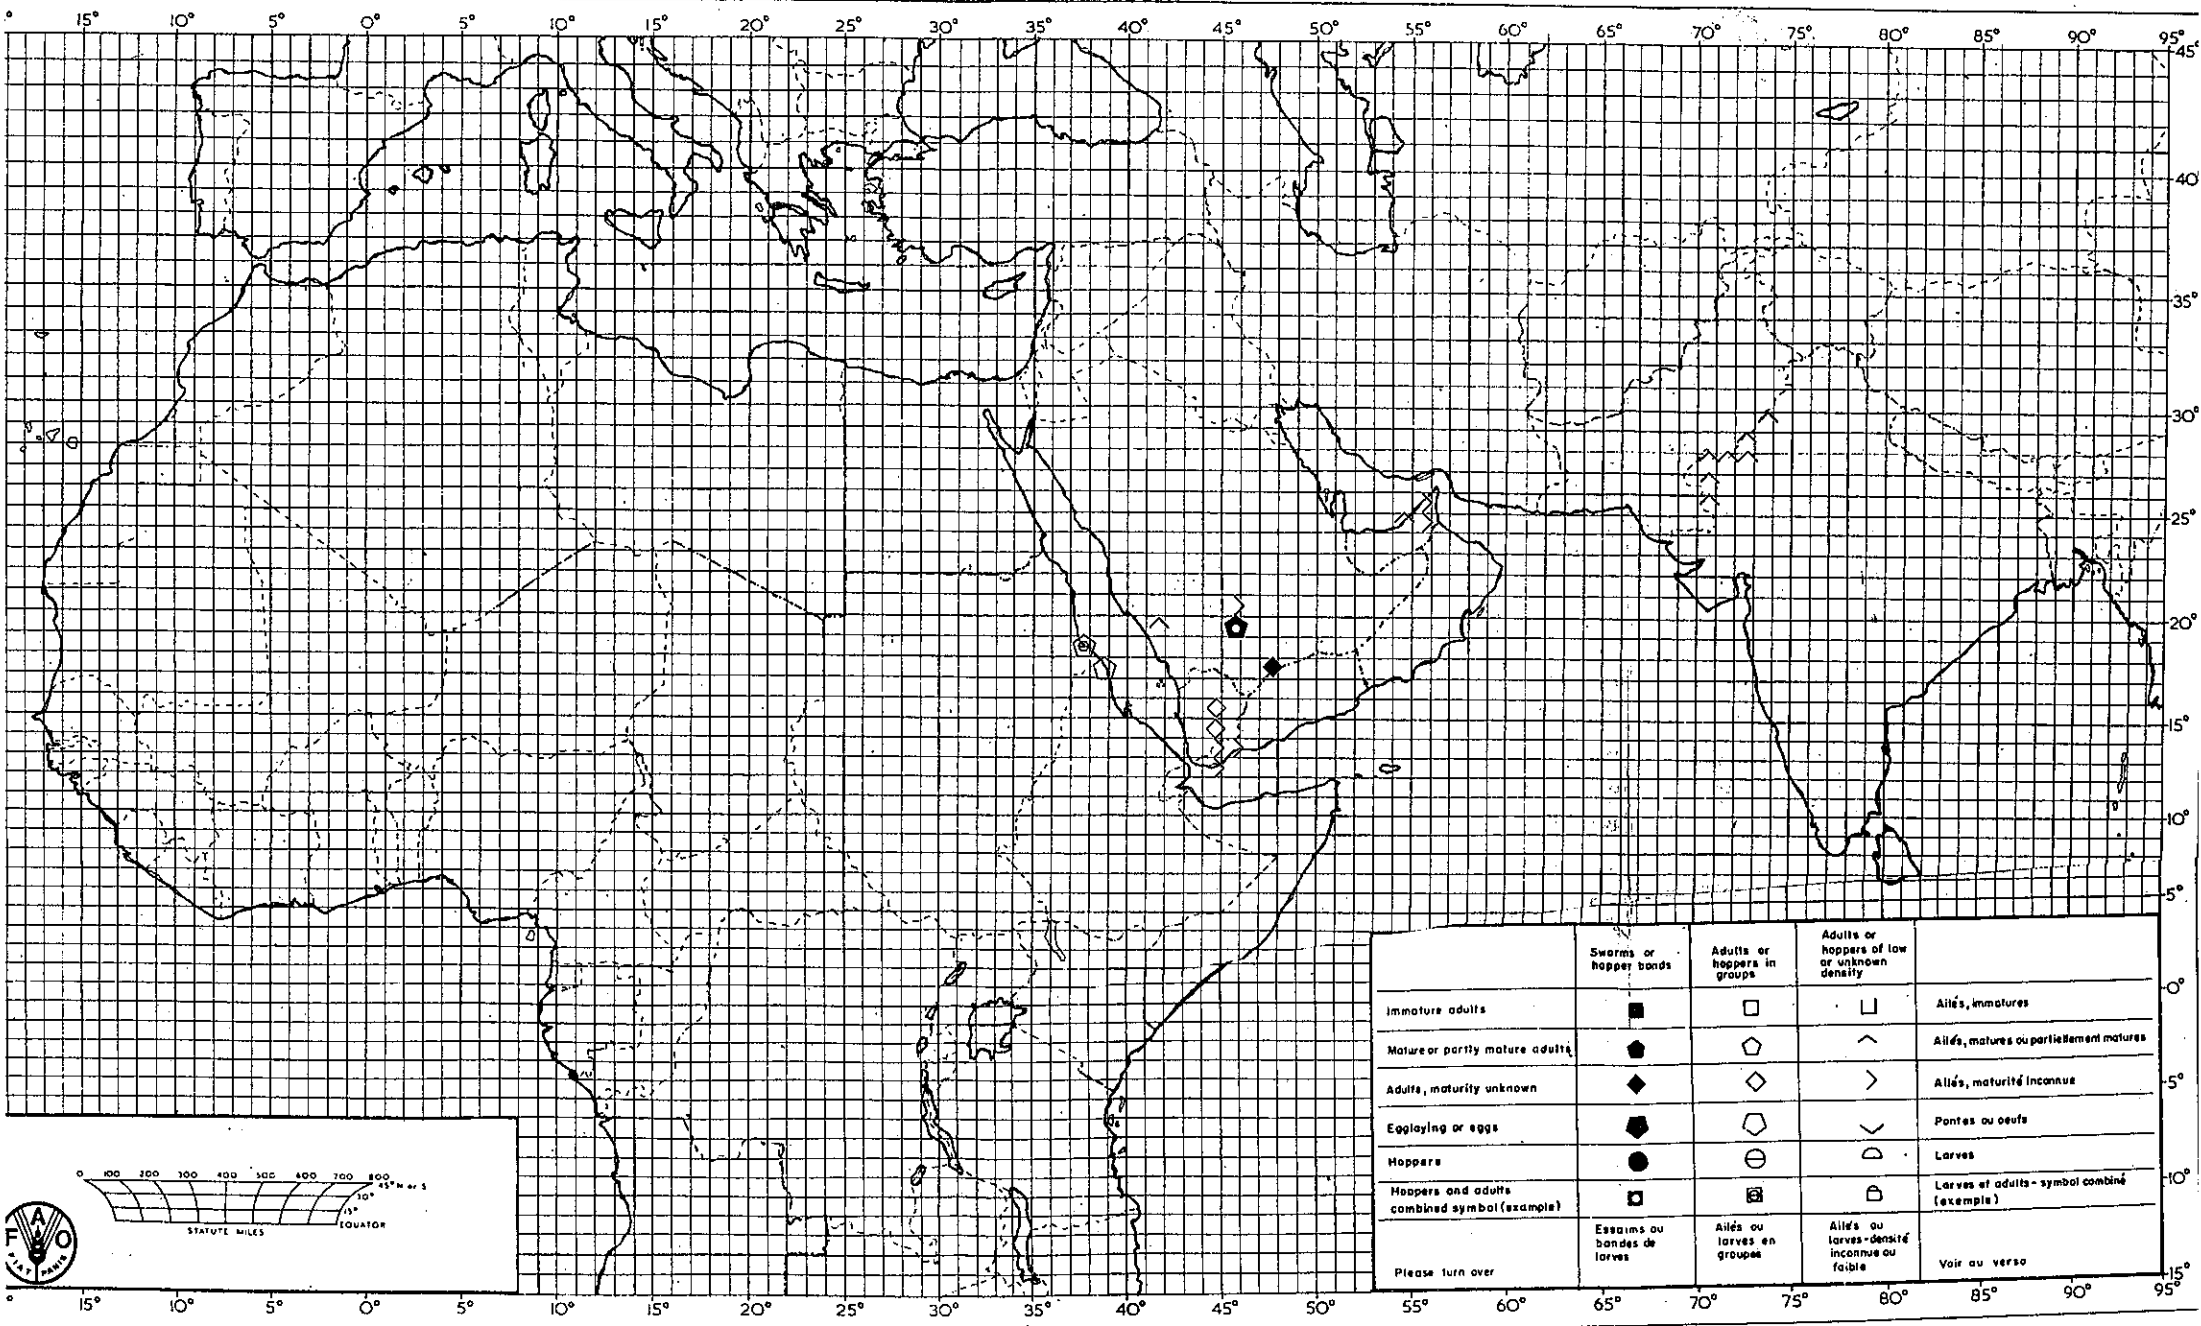 15° 10° 5° 0° 5° 10° 15° 20° 25° 30° 35° 40° 45° 50° 55° 60° 65° 70° 75° 80° 85° 90° 95°
45°
40°
35°
30°
25°
20°
15°
10°
5°
0°
5°
10°
15°
Swarms or
hopper bands
Adults or
hoppers in
groups
Adults or
hoppers of low
or unknown
density
Immature adults
Ailés, immatures
Mature or partly mature adults
Ailés, matures ou partiellement matures
Adults, maturity unknown
Ailés, maturité inconnue
Egglaying or eggs
Pontes ou oeufs
Hoppers
Larves
Hoppers and adults
combined symbol (example)
Larves et adults - symbol combiné
(exemple)
Essaims ou
bandes de
larves
Ailés ou
larves en
groupes
Ailés ou
larves-densité
inconnue ou
faible
Please turn over
Voir au verso
0 100 200 300 400 500 600 700 800
45° N or S
30°
15°
EQUATOR
STATUTE MILES
F A O
FIAT PANIS
15° 10° 5° 0° 5° 10° 15° 20° 25° 30° 35° 40° 45° 50° 55° 60° 65° 70° 75° 80° 85° 90° 95°